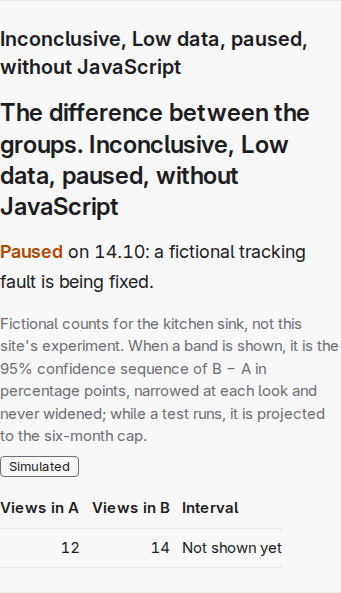 Inconclusive, Low data, paused,
without JavaScript
The difference between the
groups. Inconclusive, Low
data, paused, without
JavaScript
Paused on 14.10: a fictional tracking
fault is being fixed.
Fictional counts for the kitchen sink, not this
site's experiment. When a band is shown, it is the
95% confidence sequence of B − A in
percentage points, narrowed at each look and
never widened; while a test runs, it is projected
to the six-month cap.
Simulated
Views in A Views in B Interval
12 14 Not shown yet